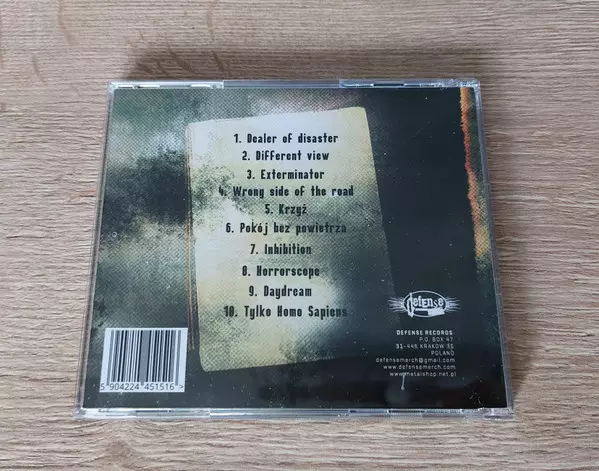 1. Dealer of disaster
2. Different view
3. Exterminator
4. Wrong side of the road
5. Krzyż
6. Pokój bez powietrza
7. Inhibition
8. Horrorscope
9. Daydream
10. Tylko Homo Sapiens
defense
DEFENSE RECORDS
P.O. BOX 47
31-446 KRAKOW 36
POLAND
defensemerch@gmail.com
www.defensemerch.com
www.metalshop.net.pl
5 904224 451516 >